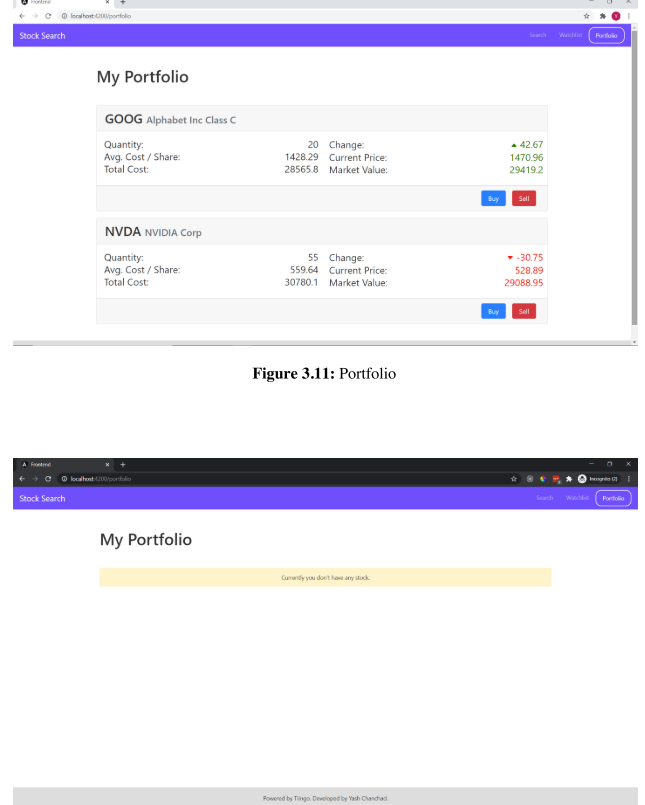 Frontend
localhost:4200/portfolio
Stock Search Search Watchlist Portfolio
My Portfolio
GOOG Alphabet Inc Class C
Quantity: 20 Change: ▲ 42.67
Avg. Cost / Share: 1428.29 Current Price: 1470.96
Total Cost: 28565.8 Market Value: 29419.2
Buy Sell
NVDA NVIDIA Corp
Quantity: 55 Change: ▼ -30.75
Avg. Cost / Share: 559.64 Current Price: 528.89
Total Cost: 30780.1 Market Value: 29088.95
Buy Sell
Figure 3.11: Portfolio
Frontend
localhost:4200/portfolio Incognito (2)
Stock Search Search Watchlist Portfolio
My Portfolio
Currently you don't have any stock.
Powered by Tiingo. Developed by Yash Chanchad.